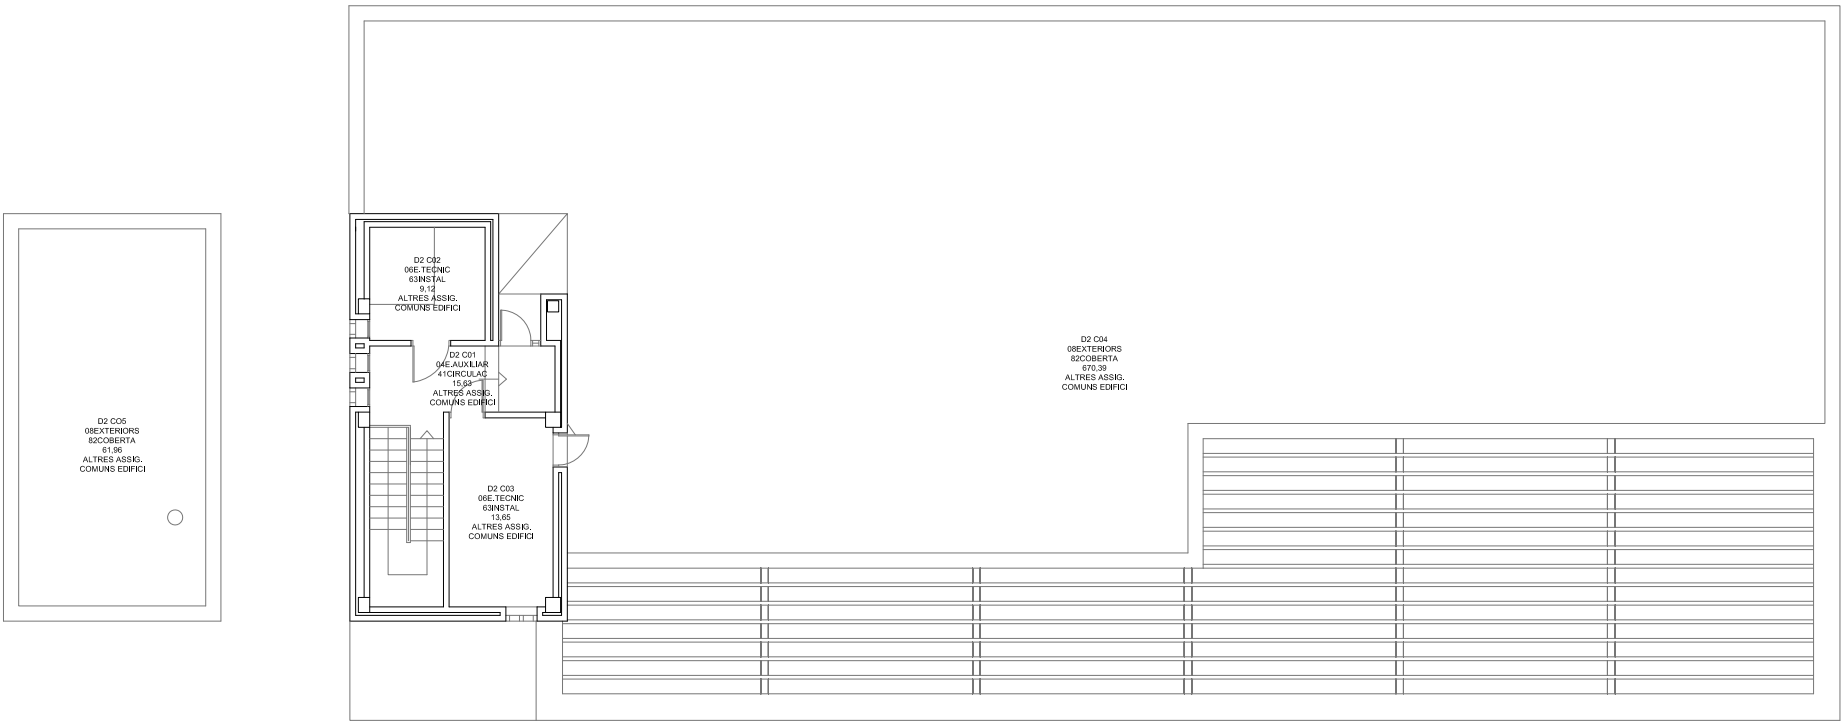 D2 C02
06E.TECNIC
63INSTAL
9,12
ALTRES ASSIG.
COMUNS EDIFICI
D2 C01
04E.AUXILIAR
41CIRCULAC
15,63
ALTRES ASSIG.
COMUNS EDIFICI
D2 C04
08EXTERIORS
82COBERTA
670,39
ALTRES ASSIG.
COMUNS EDIFICI
D2 CO5
08EXTERIORS
82COBERTA
61,96
ALTRES ASSIG.
COMUNS EDIFICI
D2 C03
06E.TECNIC
63INSTAL
13,65
ALTRES ASSIG.
COMUNS EDIFICI